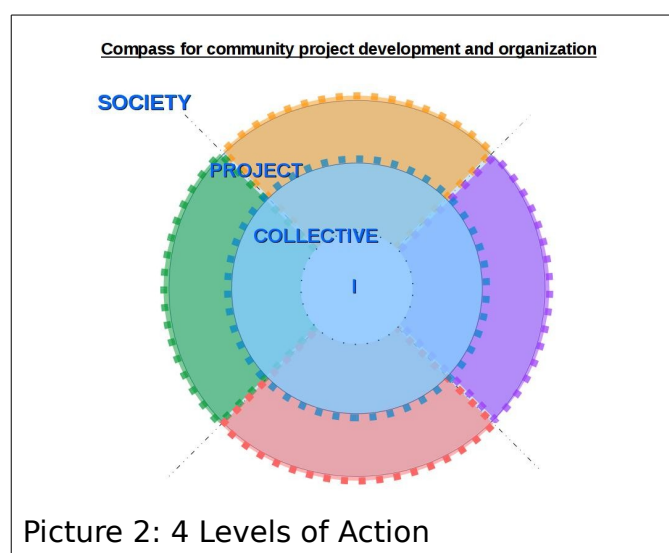 Compass for community project development and organization
SOCIETY
PROJECT
COLLECTIVE
I
Picture 2: 4 Levels of Action